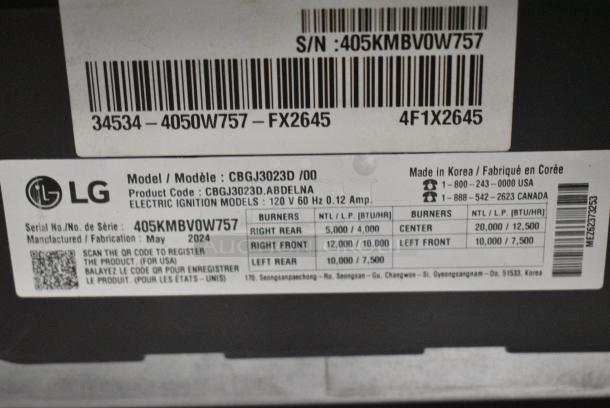 S/N :405KMBV0W757
34534-4050W757-FX2645 4F1X2645
LG
Model / Modèle : CBGJ3023D /00
Product Code : CBGJ3023D.ABDELNA
ELECTRIC IGNITION MODELS : 120 V 60 Hz 0.12 Amp.
Made in Korea / Fabriqué en Corée
1-800-243-0000 USA
1-888-542-2623 CANADA
Serial No./No. de Série : 405KMBV0W757
Manufactured / Fabrication : May 2024
SCAN THE QR CODE TO REGISTER
THE PRODUCT. (FOR USA)
BALAYEZ LE CODE QR POUR ENREGISTRER
LE PRODUIT. (POUR LES ÉTATS-UNIS)
BURNERS NTL / L.P. [BTU/HR] BURNERS NTL / L.P. [BTU/HR]
RIGHT REAR 5,000 / 4,000 CENTER 20,000 / 12,500
RIGHT FRONT 12,000 / 10,000 LEFT FRONT 10,000 / 7,500
LEFT REAR 10,000 / 7,500
170, Seongsanpaechong-Ro, Seongsan-Gu, Changwon-Si, Gyeongsangnam-Do, 51533, Korea
MEZ62373253